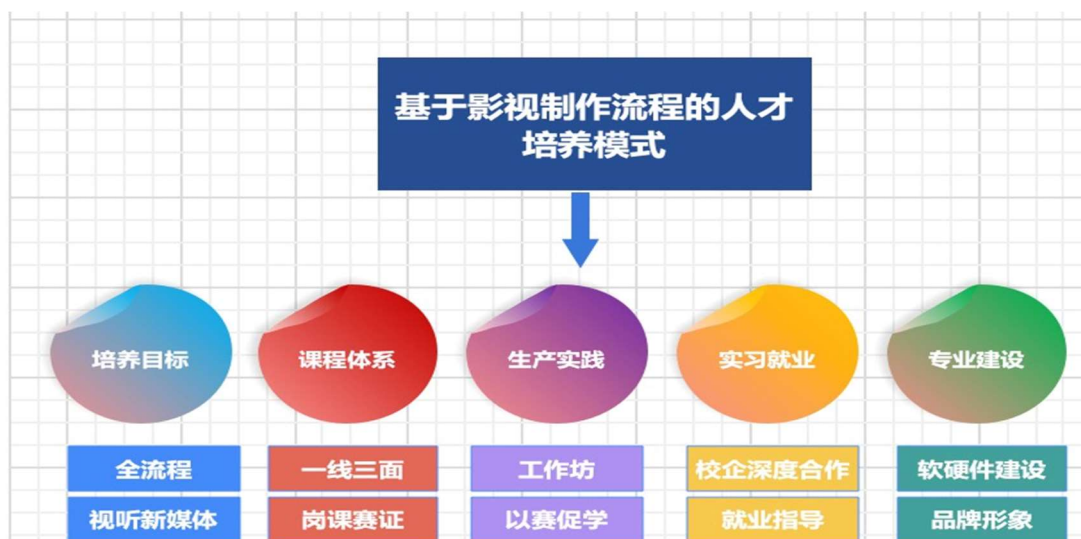 基于影视制作流程的人才
培养模式
培养目标
课程体系
生产实践
实习就业
专业建设
全流程
一线三面
工作坊
校企深度合作
软硬件建设
视听新媒体
岗课赛证
以赛促学
就业指导
品牌形象